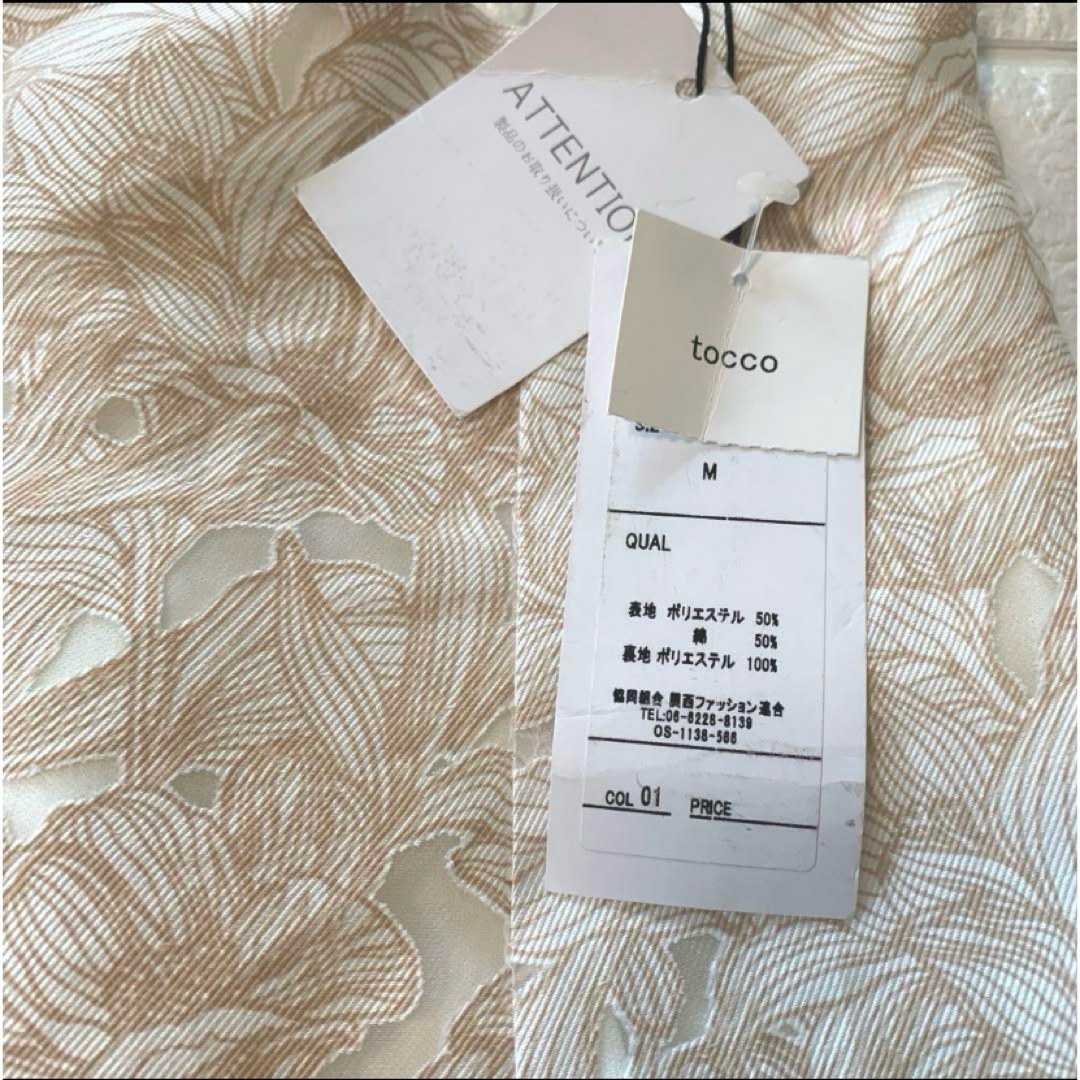 ATTENTIO
製品のお取り扱いについ
tocco
M
QUAL
表地 ポリエステル 50%
綿 50%
裏地 ポリエステル 100%
協同組合 関西ファッション連合
TEL:06-6228-8139
OS-1138-586
COL 01 PRICE